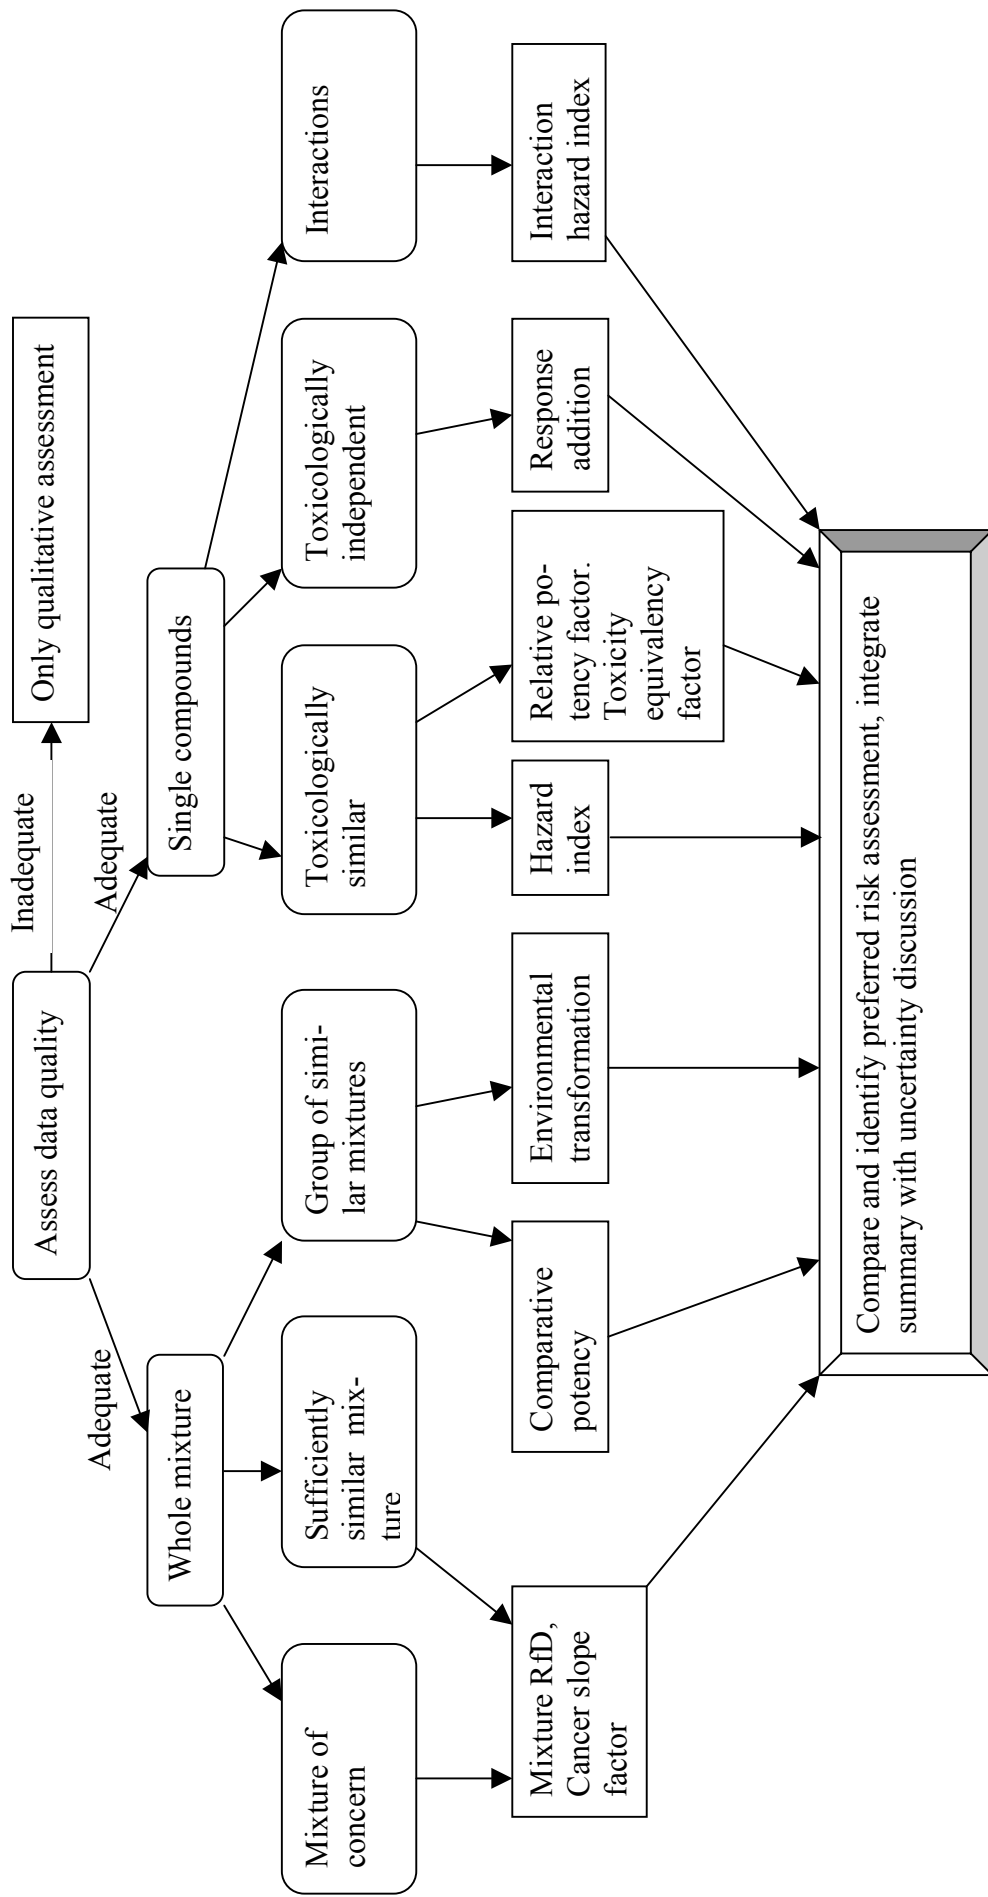 Assess data quality
Inadequate
Only qualitative assessment
Adequate
Adequate
Whole mixture
Single compounds
Mixture of
concern
Sufficiently
similar mix-
ture
Group of simi-
lar mixtures
Toxicologically
similar
Toxicologically
independent
Interactions
Mixture RfD,
Cancer slope
factor
Comparative
potency
Environmental
transformation
Hazard
index
Relative po-
tency factor.
Toxicity
equivalency
factor
Response
addition
Interaction
hazard index
Compare and identify preferred risk assessment, integrate
summary with uncertainty discussion